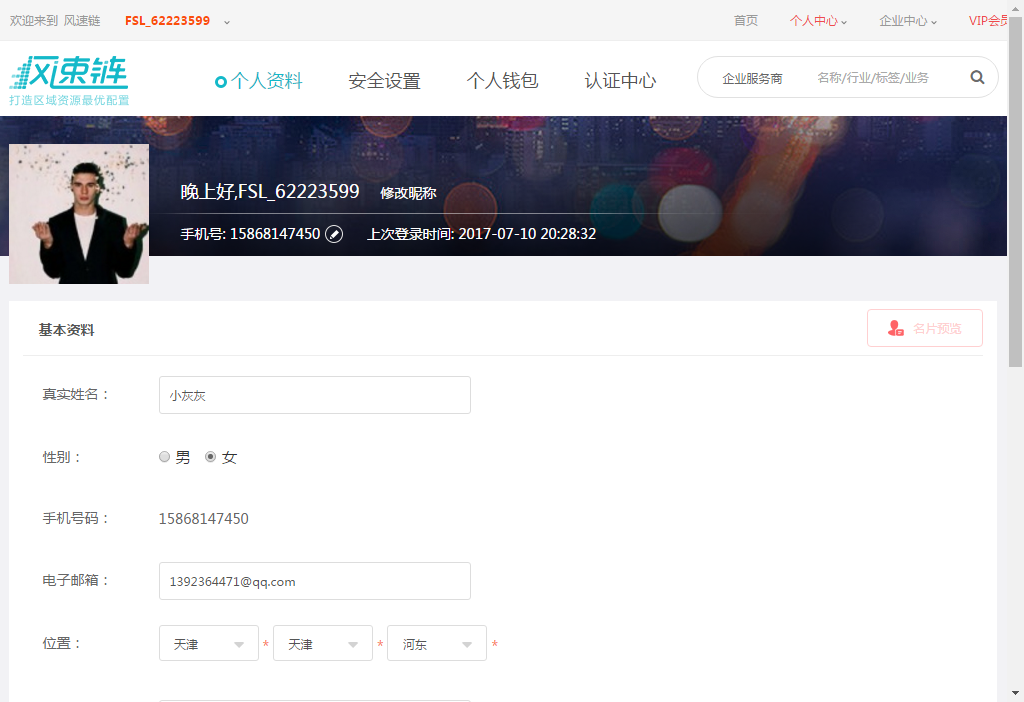 欢迎来到 风速链 FSL_62223599 首页 个人中心 企业中心 VIP会员
风速链
打造区域资源最优配置
个人资料 安全设置 个人钱包 认证中心 企业服务商 名称/行业/标签/业务
晚上好,FSL_62223599 修改昵称
手机号: 15868147450 上次登录时间: 2017-07-10 20:28:32
基本资料 名片预览
真实姓名： 小灰灰
性别： 男 女
手机号码： 15868147450
电子邮箱： 1392364471@qq.com
位置： 天津 * 天津 * 河东 *